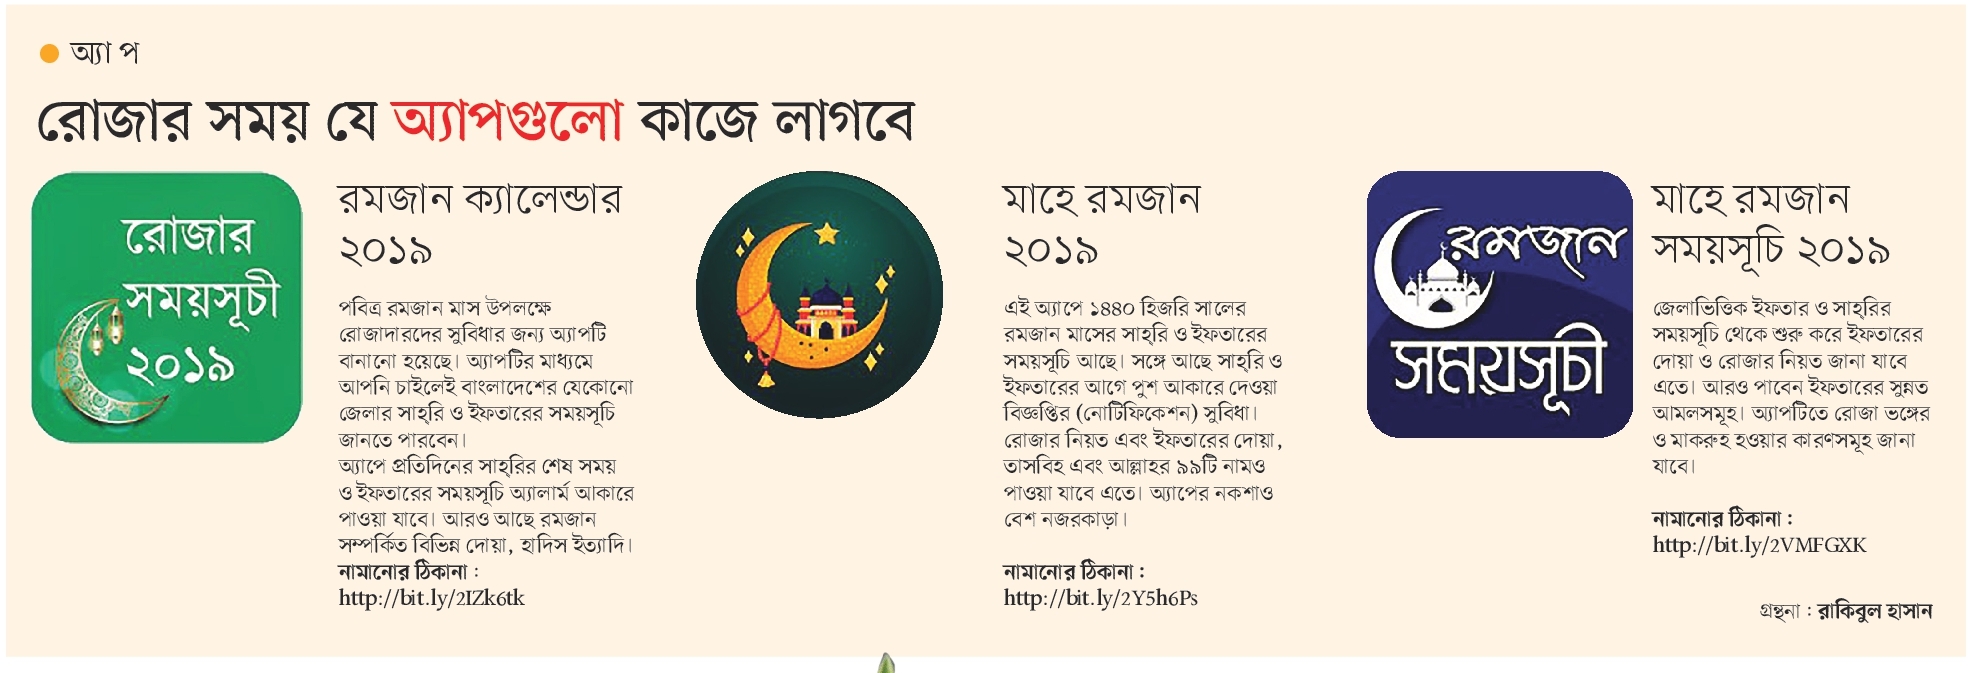 অ্যাপ
রোজার সময় যে অ্যাপগুলো কাজে লাগবে
রোজার
সময়সূচী
২০১৯
রমজান ক্যালেন্ডার
২০১৯
পবিত্র রমজান মাস উপলক্ষে
রোজাদারদের সুবিধার জন্য অ্যাপটি
বানানো হয়েছে। অ্যাপটির মাধ্যমে
আপনি চাইলেই বাংলাদেশের যেকোনো
জেলার সাহ্‌রি ও ইফতারের সময়সূচি
জানতে পারবেন।
অ্যাপে প্রতিদিনের সাহ্‌রির শেষ সময়
ও ইফতারের সময়সূচি অ্যালার্ম আকারে
পাওয়া যাবে। আরও আছে রমজান
সম্পর্কিত বিভিন্ন দোয়া, হাদিস ইত্যাদি।
নামানোর ঠিকানা :
http://bit.ly/2IZk6tk
মাহে রমজান
২০১৯
এই অ্যাপে ১৪৪০ হিজরি সালের
রমজান মাসের সাহ্‌রি ও ইফতারের
সময়সূচি আছে। সঙ্গে আছে সাহ্‌রি ও
ইফতারের আগে পুশ আকারে দেওয়া
বিজ্ঞপ্তির (নোটিফিকেশন) সুবিধা।
রোজার নিয়ত এবং ইফতারের দোয়া,
তাসবিহ এবং আল্লাহর ৯৯টি নামও
পাওয়া যাবে এতে। অ্যাপের নকশাও
বেশ নজরকাড়া।
নামানোর ঠিকানা :
http://bit.ly/2Y5h6Ps
রমজান
সময়সূচী
মাহে রমজান
সময়সূচি ২০১৯
জেলাভিত্তিক ইফতার ও সাহ্‌রির
সময়সূচি থেকে শুরু করে ইফতারের
দোয়া ও রোজার নিয়ত জানা যাবে
এতে। আরও পাবেন ইফতারের সুন্নত
আমলসমূহ। অ্যাপটিতে রোজা ভঙ্গের
ও মাকরুহ হওয়ার কারণসমূহ জানা
যাবে।
নামানোর ঠিকানা :
http://bit.ly/2VMFGXK
গ্রন্থনা : রাকিবুল হাসান